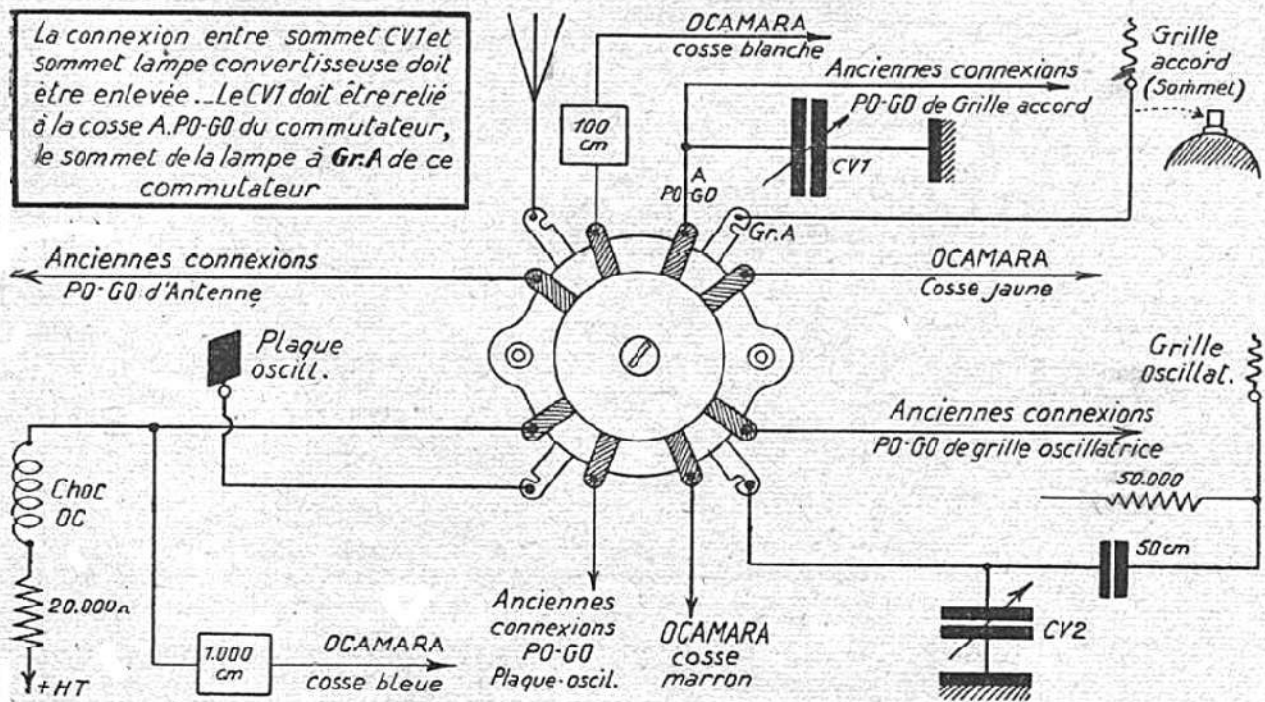 La connexion entre sommet CV1 et
sommet lampe convertisseuse doit
être enlevée... Le CV1 doit être relié
à la cosse A.PO-GO du commutateur,
le sommet de la lampe à Gr.A de ce
commutateur
OCAMARA
cosse blanche
100
cm
Anciennes connexions
PO-GO de Grille accord
Grille
accord
(Sommet)
CV1
A
PO-GO
Gr.A
Anciennes connexions
PO-GO d'Antenne
OCAMARA
Cosse jaune
Plaque
oscill.
Grille
Oscillat.
Anciennes connexions
PO-GO de grille oscillatrice
50.000
50cm
CV2
Choc
OC
20.000Ω
+HT
1.000
cm
OCAMARA
cosse bleue
Anciennes
connexions
PO-GO
Plaque-oscil.
OCAMARA
cosse
marron